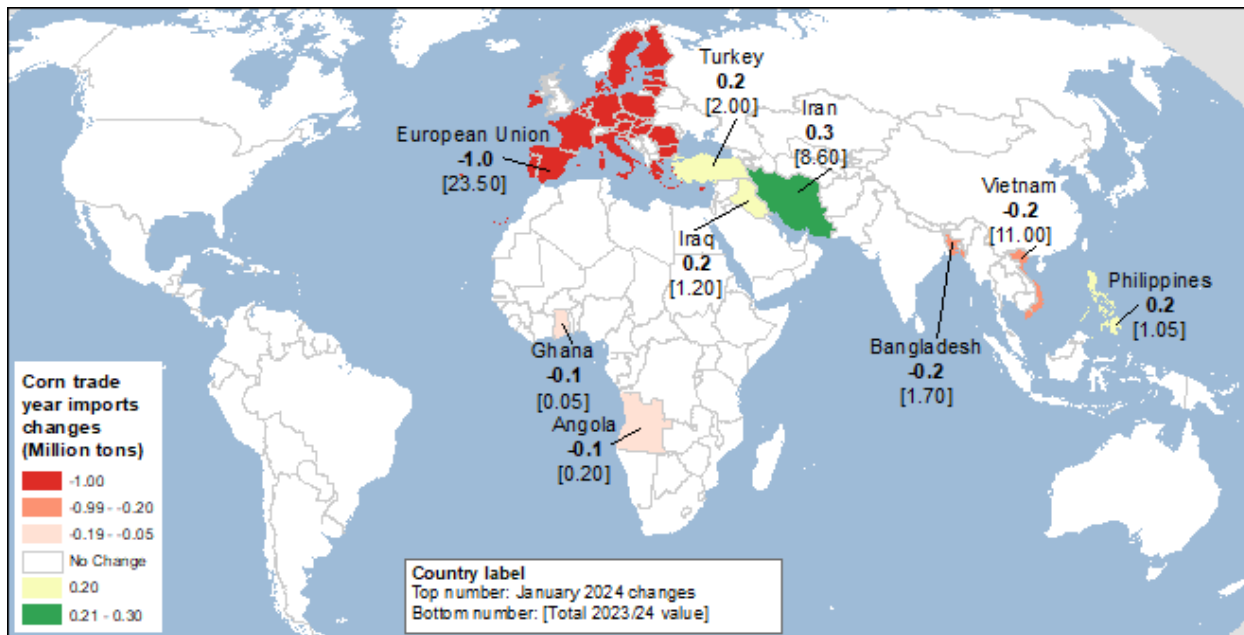 Turkey
0.2
[2.00]
Iran
0.3
[8.60]
European Union
-1.0
[23.50]
Vietnam
-0.2
[11.00]
Iraq
0.2
[1.20]
Philippines
0.2
[1.05]
Bangladesh
-0.2
[1.70]
Ghana
-0.1
[0.05]
Angola
-0.1
[0.20]
Corn trade
year imports
changes
(Million tons)
-1.00
-0.99 - -0.20
-0.19 - -0.05
No Change
0.20
0.21 - 0.30
Country label
Top number: January 2024 changes
Bottom number: [Total 2023/24 value]